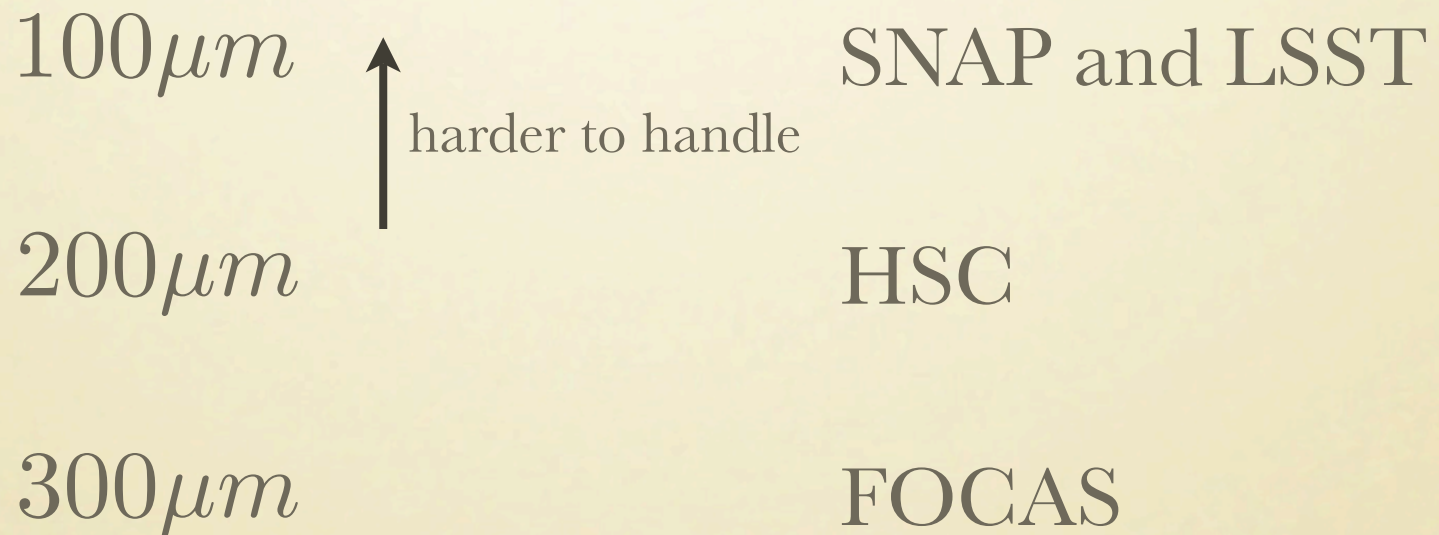 100μm SNAP and LSST
harder to handle
200μm HSC
300μm FOCAS